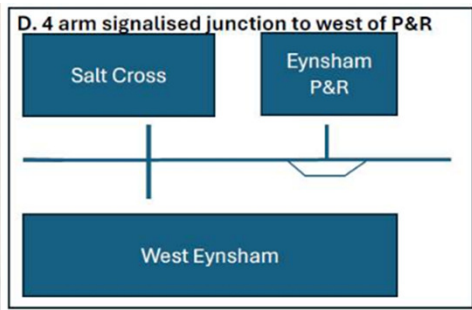 D. 4 arm signalised junction to west of P&R
Salt Cross
Eynsham
P&R
West Eynsham